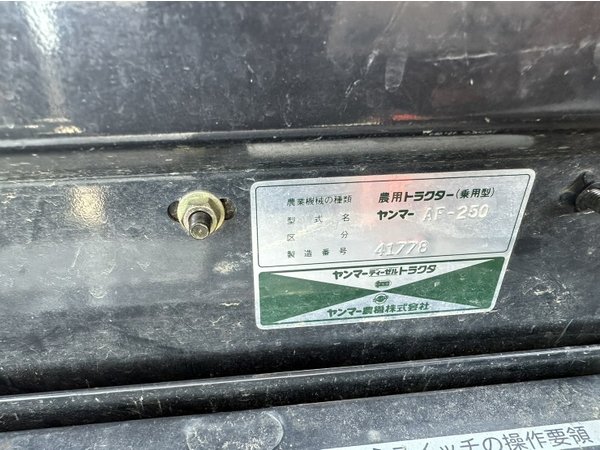 農業機械の種類 農用トラクター(乗用型)
型式名 ヤンマー AF-250
区分
製造番号 41778
ヤンマーディーゼルトラクタ
ヤンマー農機株式会社
スイッチの操作要領